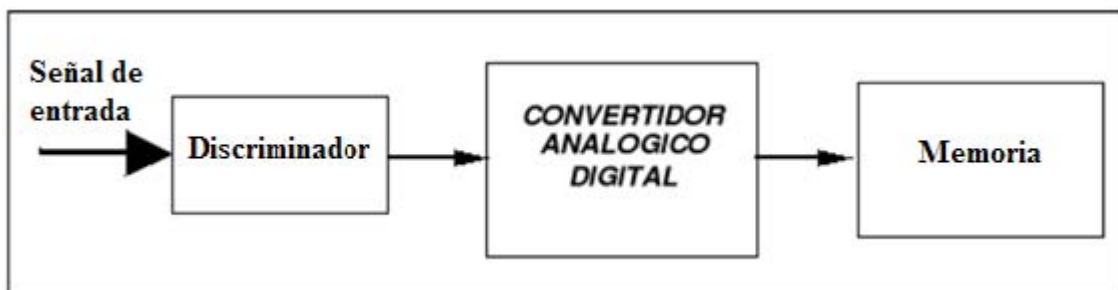 Señal de
entrada
Discriminador
CONVERTIDOR
ANALOGICO
DIGITAL
Memoria